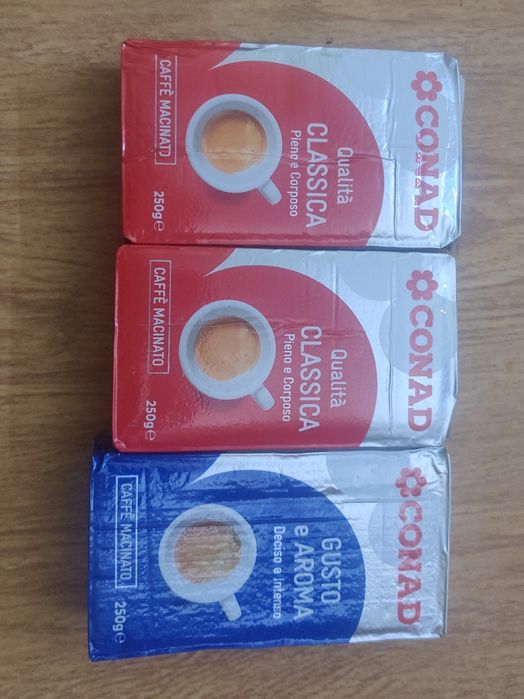 CONAD
Qualità
CLASSICA
Pieno e Corposo
CAFFÈ MACINATO
250g℮
CONAD
Qualità
CLASSICA
Pieno e Corposo
CAFFÈ MACINATO
250g℮
CONAD
GUSTO
e AROMA
Deciso e Intenso
CAFFÈ MACINATO
250g℮